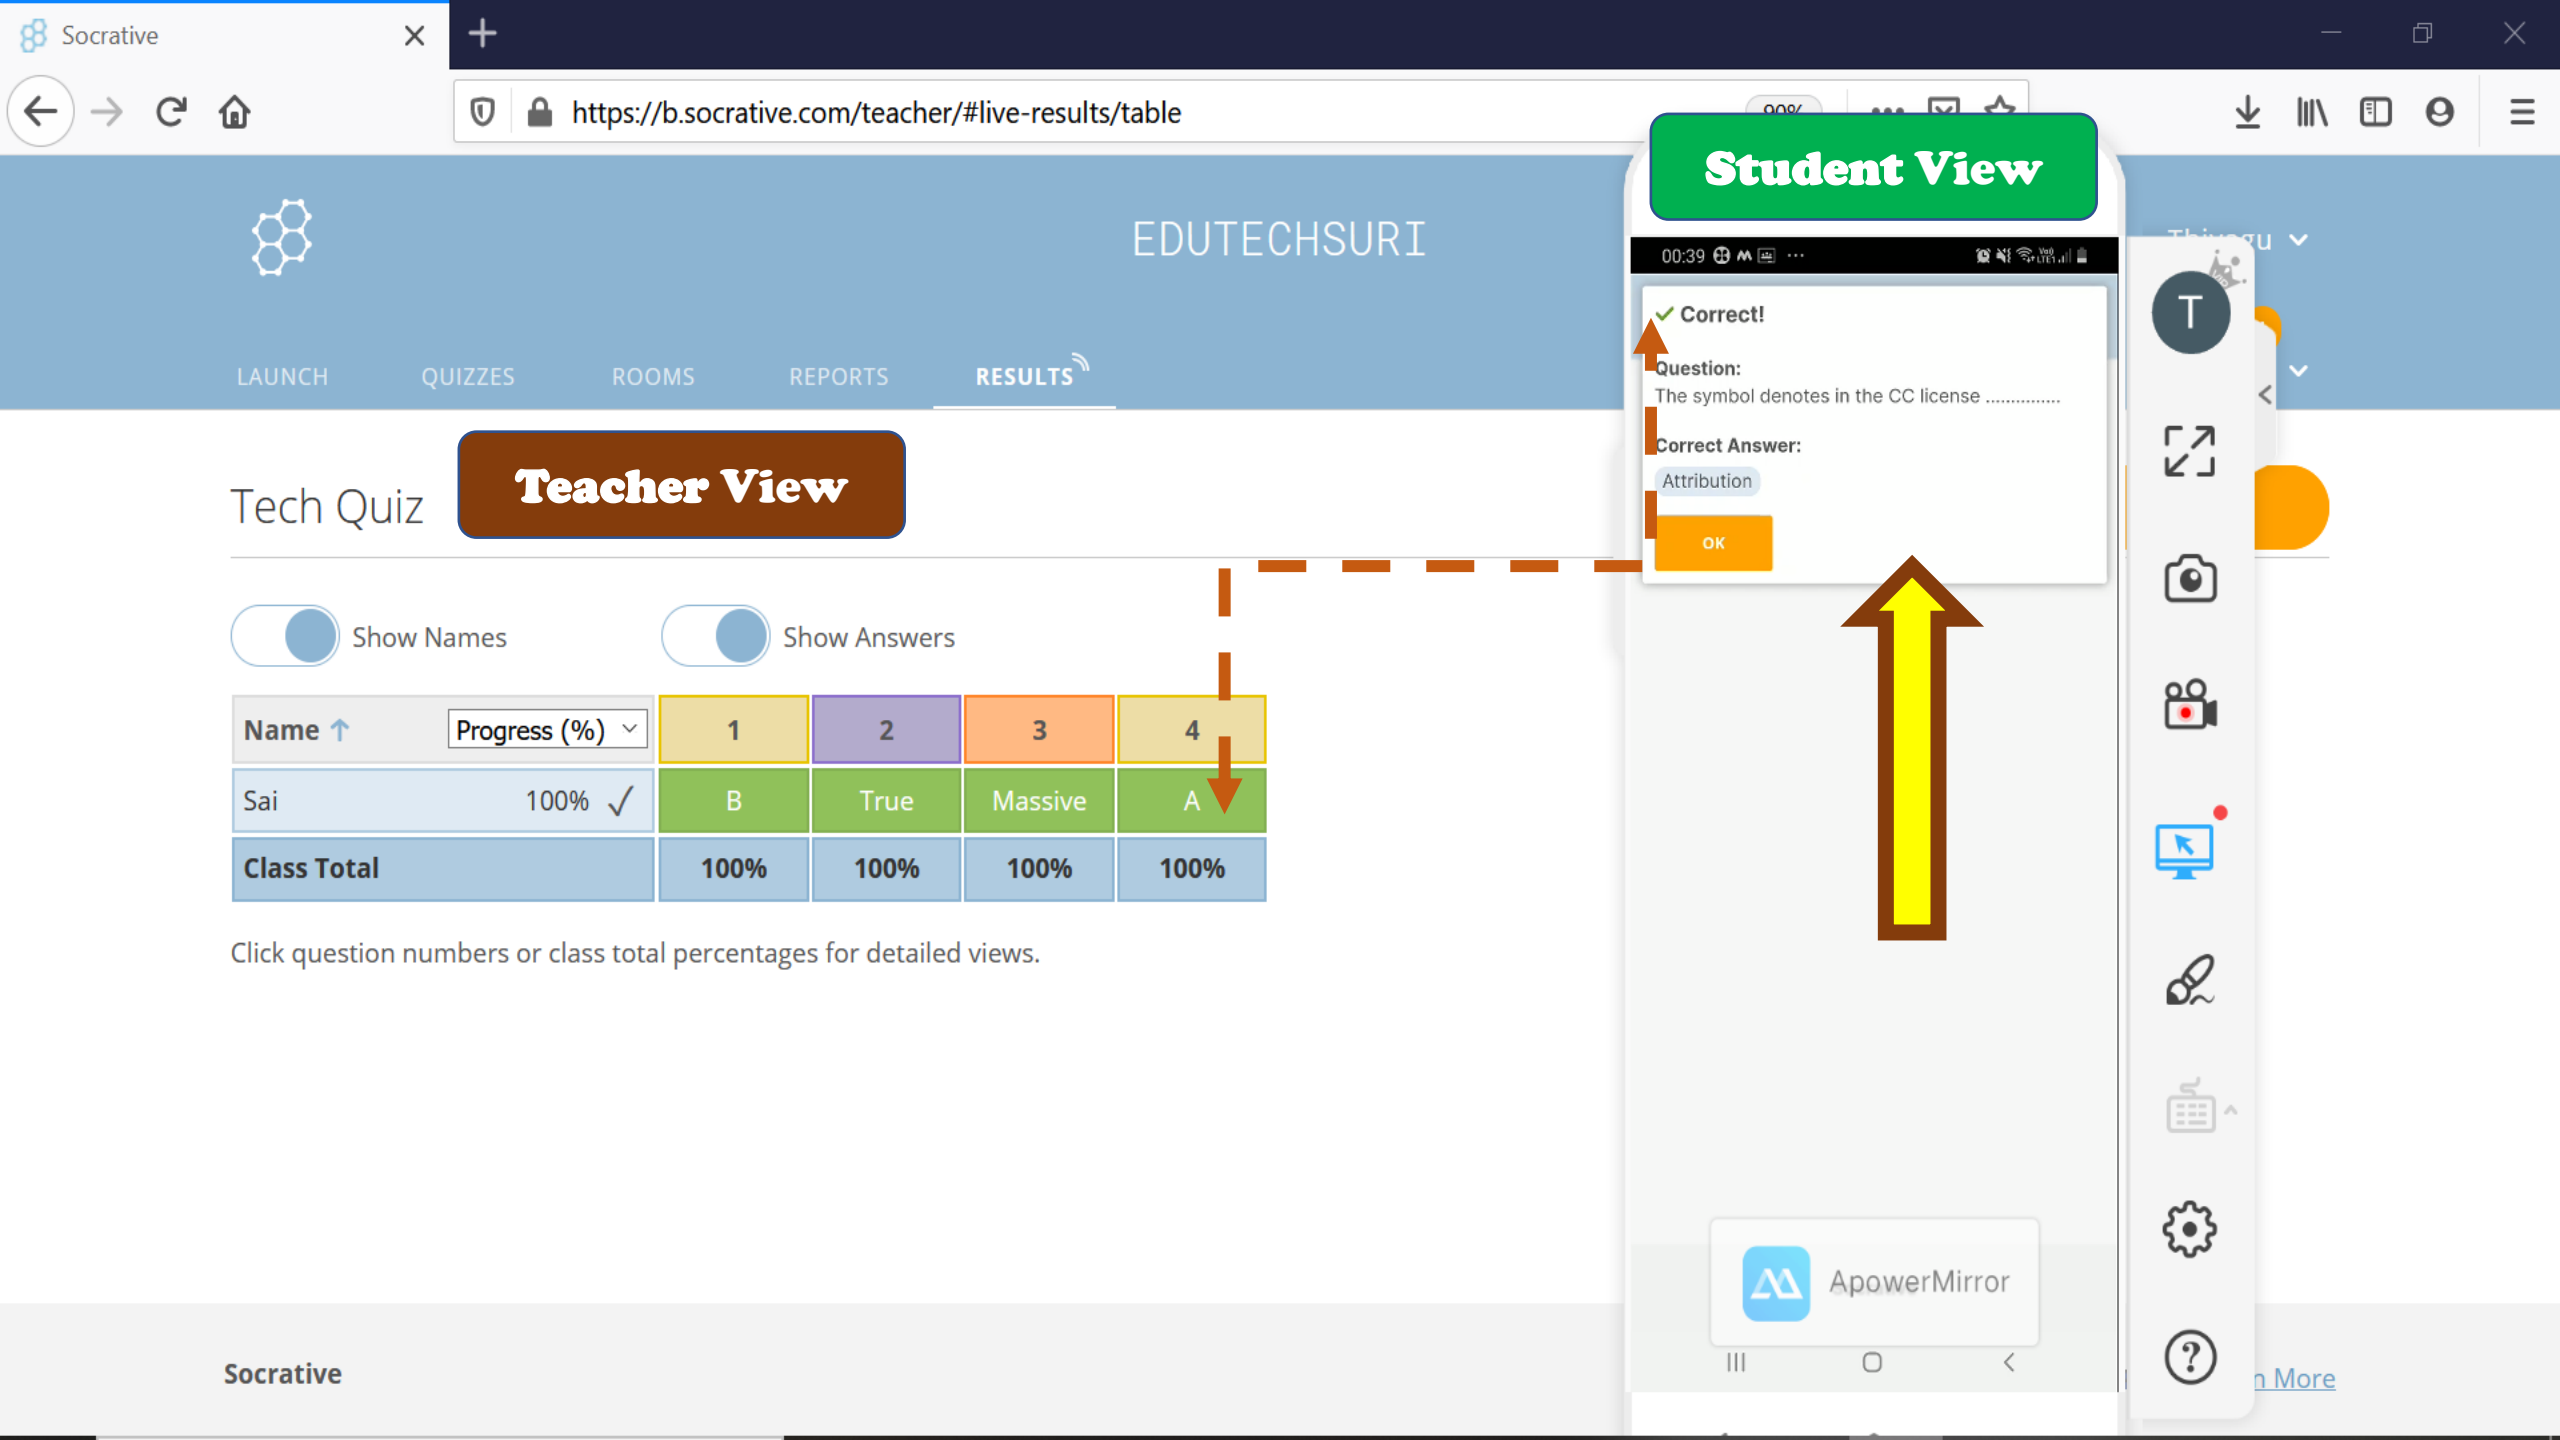 Socrative
https://b.socrative.com/teacher/#live-results/table
90%
Student View
EDUTECHSURI
LAUNCH QUIZZES ROOMS REPORTS RESULTS
Tech Quiz
Teacher View
Show Names Show Answers
Name Progress (%) 1 2 3 4
Sai 100% B True Massive A
Class Total 100% 100% 100% 100%
Click question numbers or class total percentages for detailed views.
00:39
VIP
T
Correct!
Question:
The symbol denotes in the CC license ...............
Correct Answer:
Attribution
OK
ApowerMirror
Socrative
More